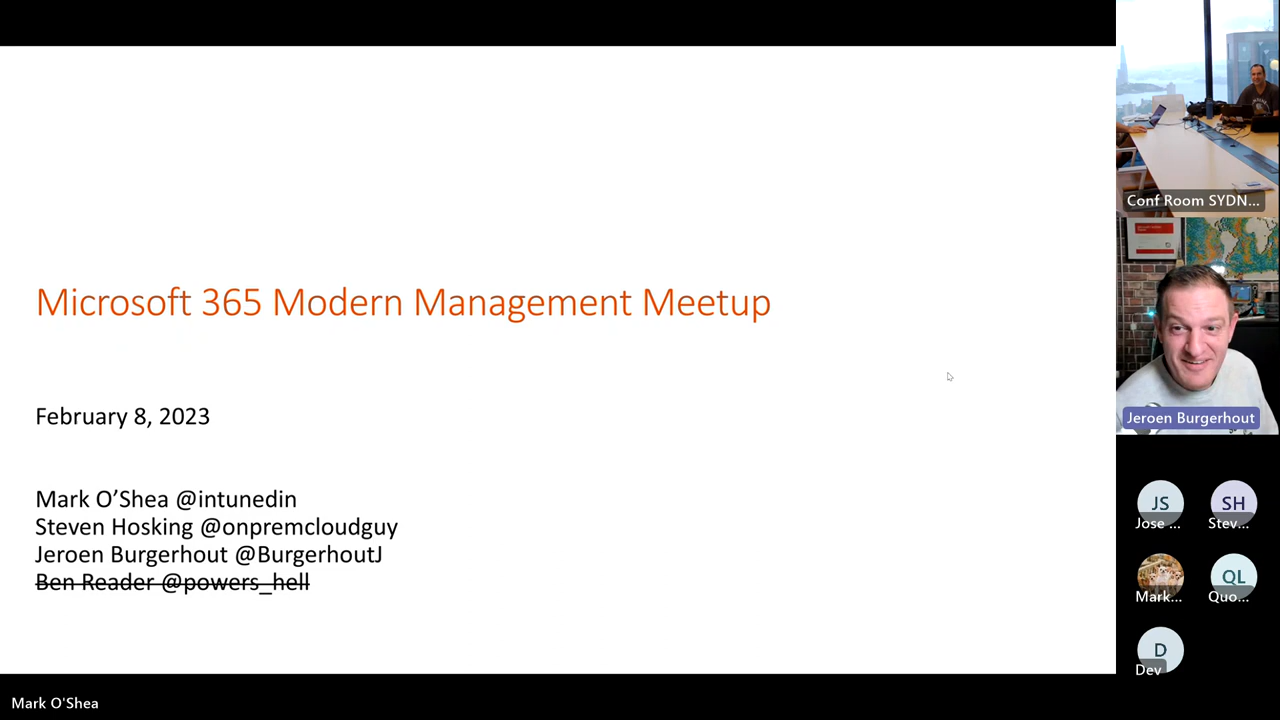 Microsoft 365 Modern Management Meetup
February 8, 2023
Mark O’Shea @intunedin
Steven Hosking @onpremcloudguy
Jeroen Burgerhout @BurgerhoutJ
Ben Reader @powers_hell
Mark O'Shea
Conf Room SYDN...
Jeroen Burgerhout
JS
SH
Jose ...
Stev...
QL
Mark...
Quo...
D
Dev